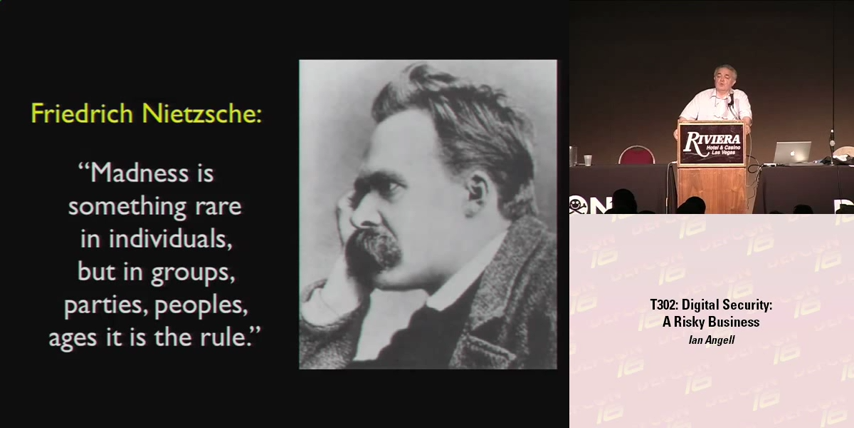 Friedrich Nietzsche:
“Madness is
something rare
in individuals,
but in groups,
parties, peoples,
ages it is the rule.”
RIVIERA
Hotel & Casino
Las Vegas
T302: Digital Security:
A Risky Business
Ian Angell